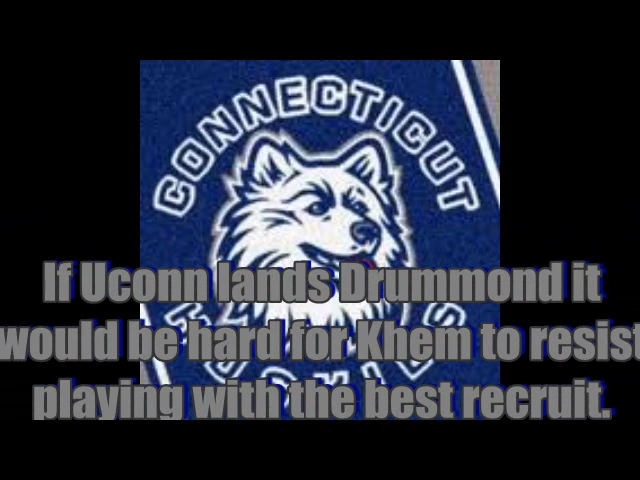 CONNECTICUT
If Uconn lands Drummond it
would be hard for Khem to resist
playing with the best recruit.